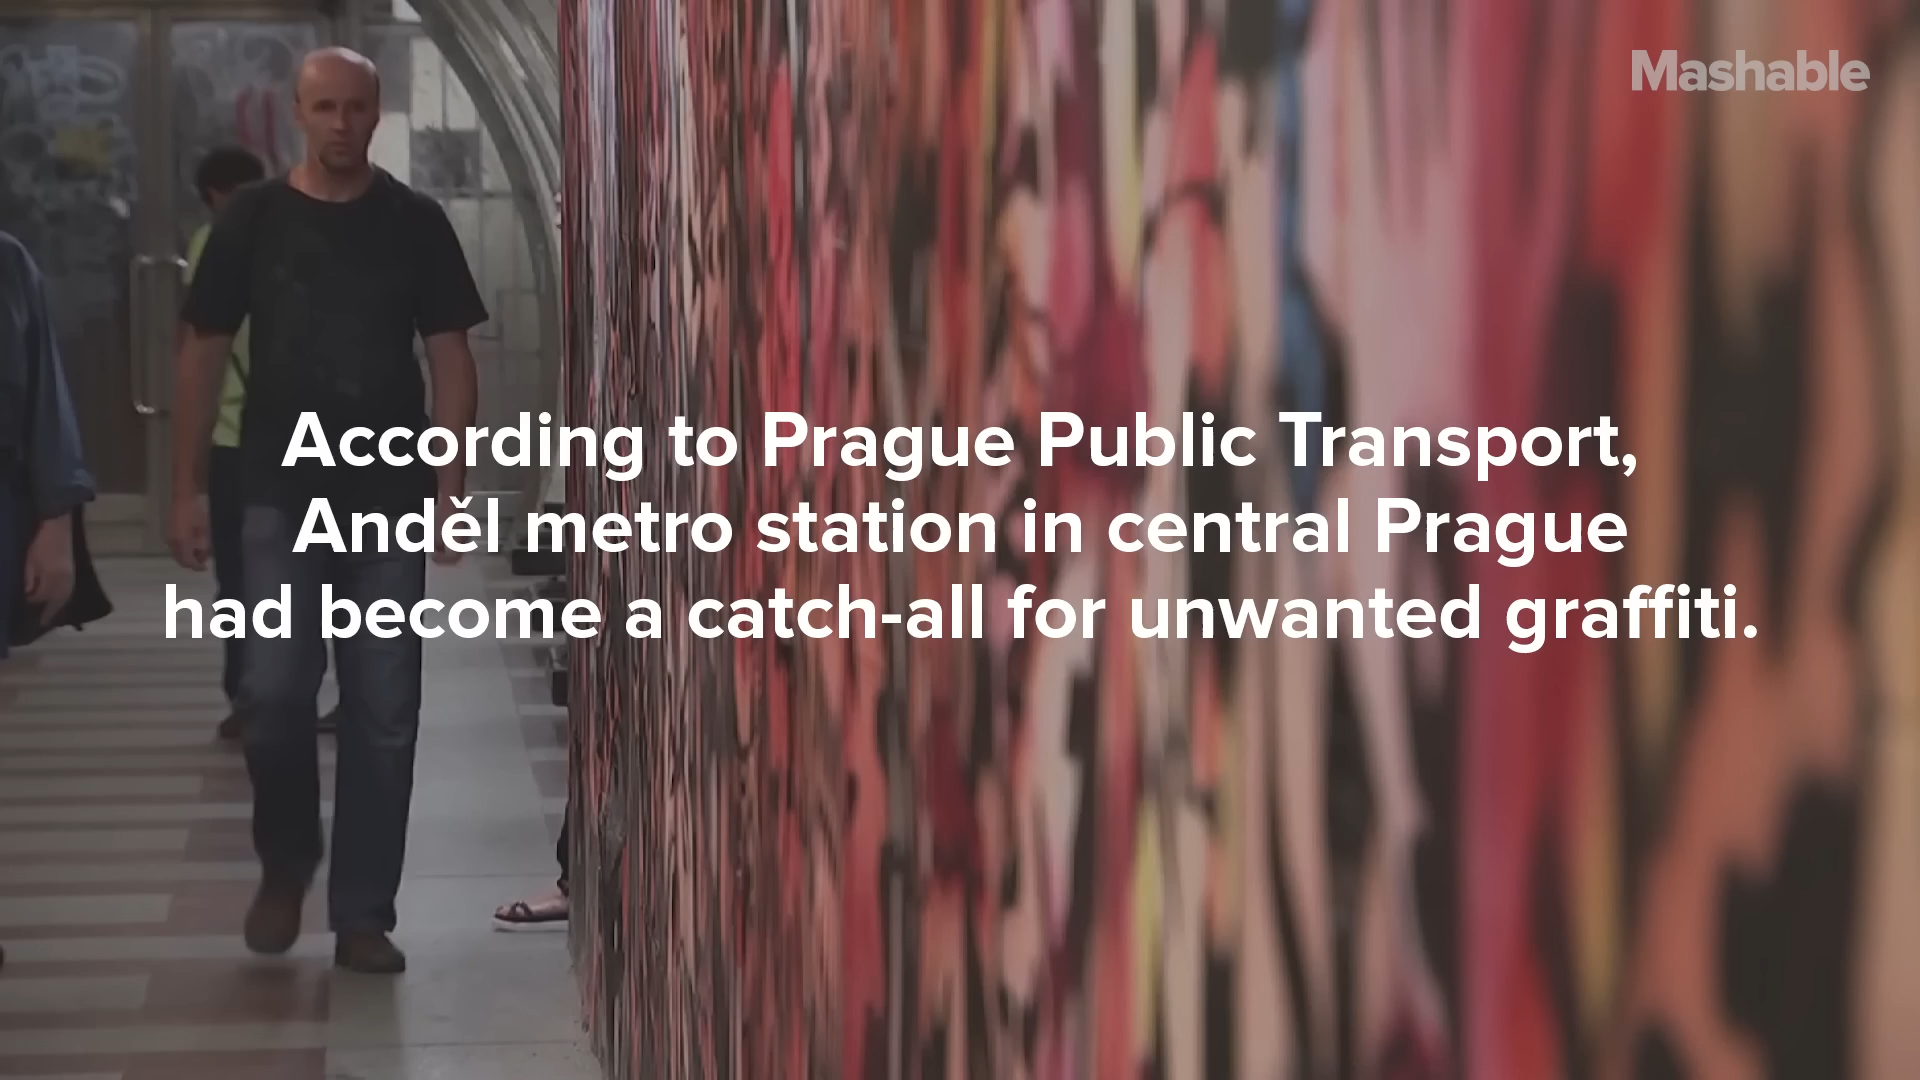 Mashable
According to Prague Public Transport,
Anděl metro station in central Prague
had become a catch-all for unwanted graffiti.